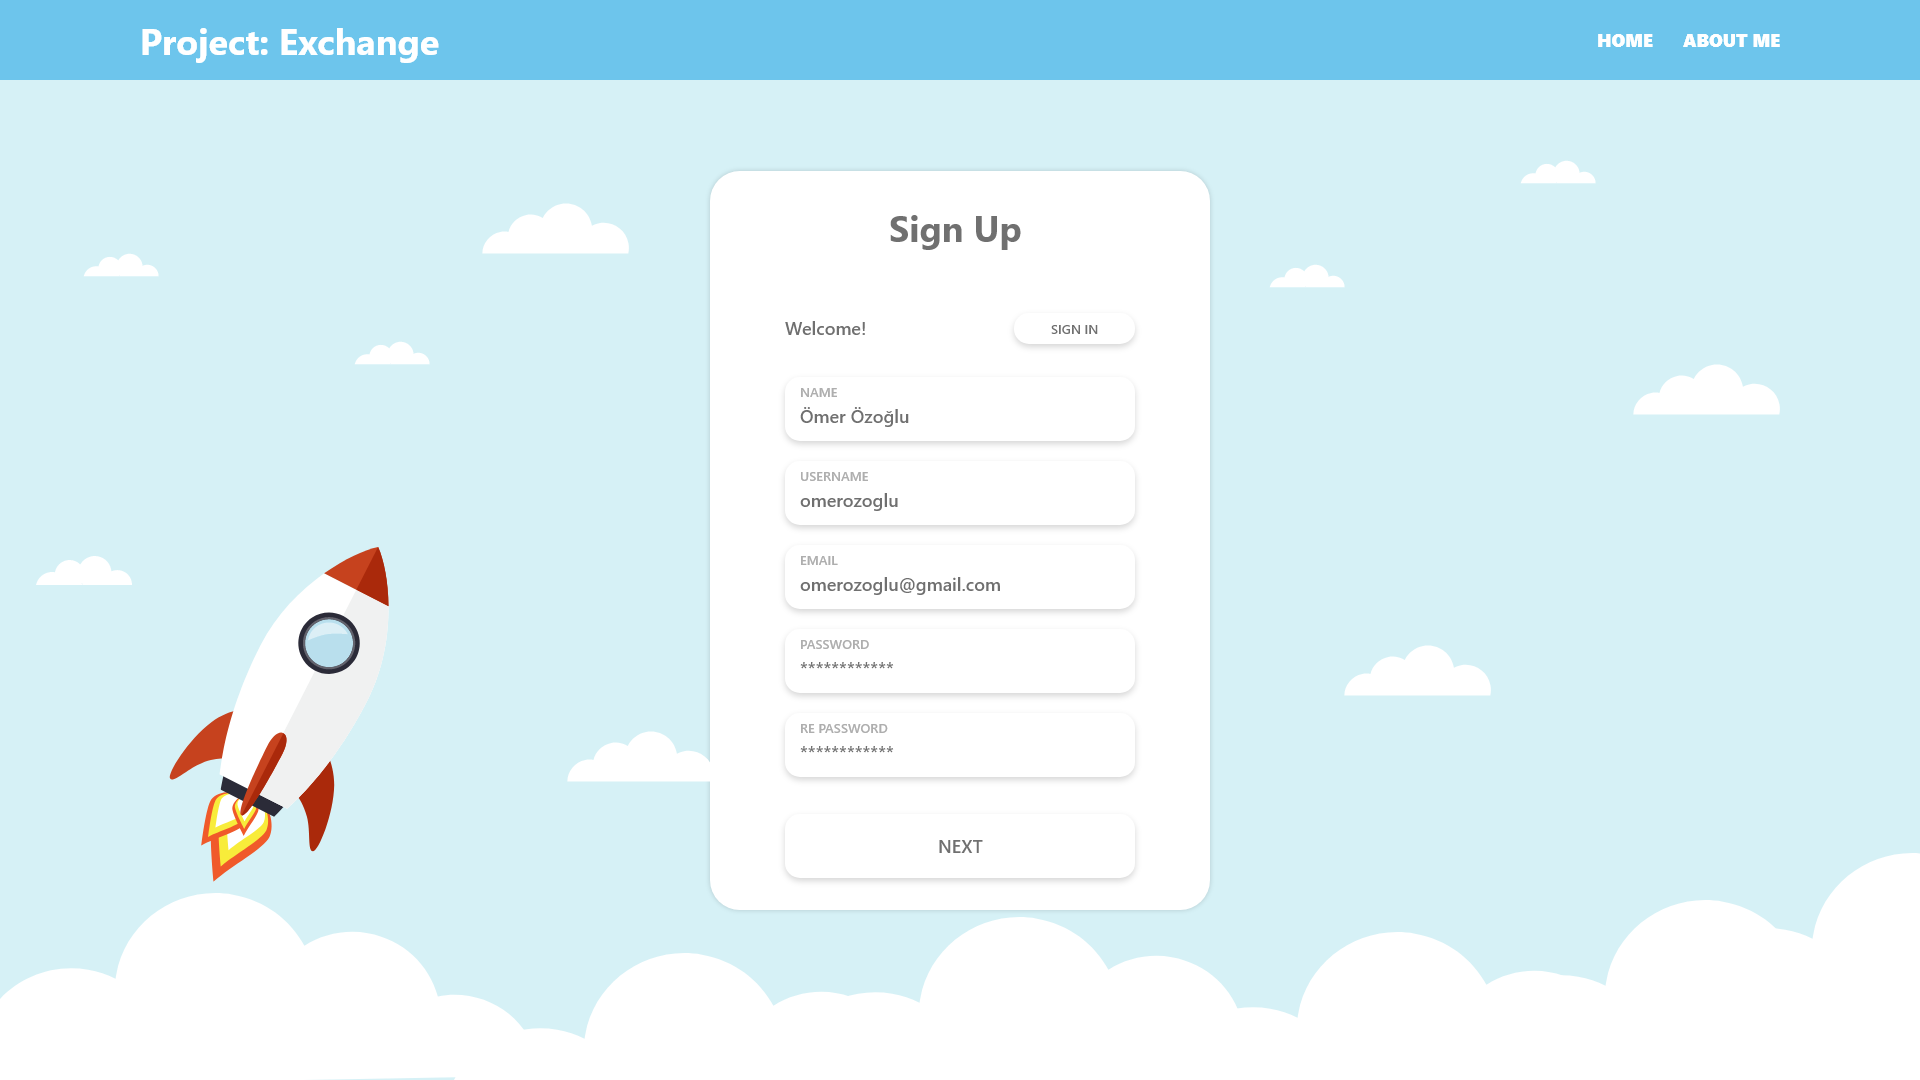 Project: Exchange
HOME
ABOUT ME
Sign Up
Welcome!
SIGN IN
NAME
Ömer Özoğlu
USERNAME
omerozoglu
EMAIL
omerozoglu@gmail.com
PASSWORD
************
RE PASSWORD
************
NEXT